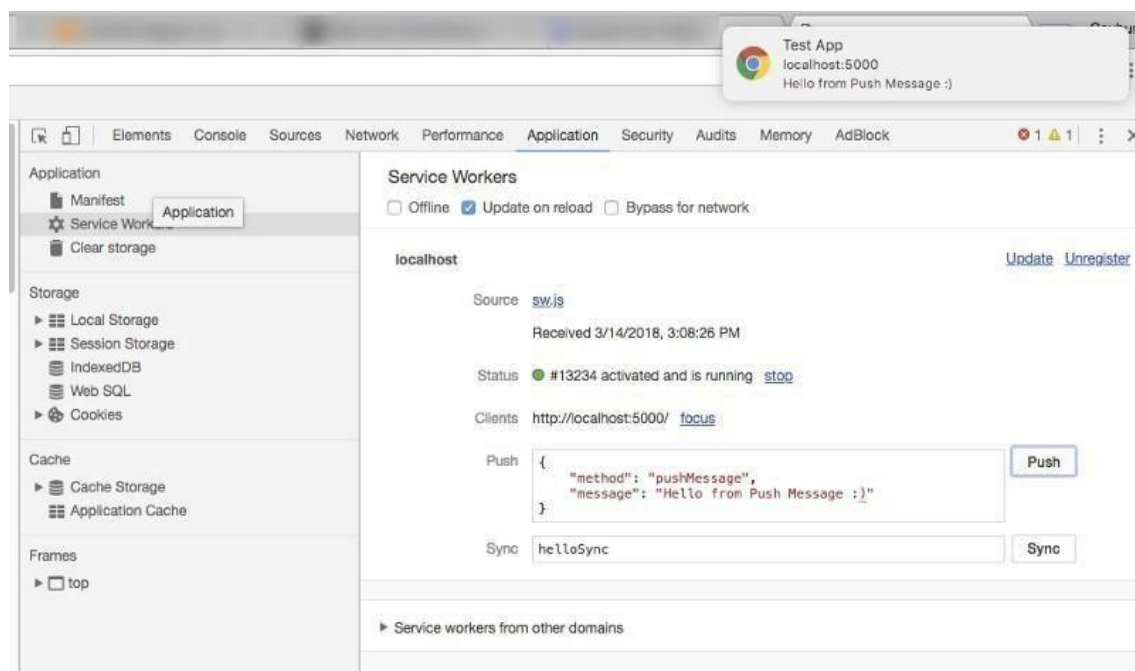 Test App
localhost:5000
Hello from Push Message :)
Elements Console Sources Network Performance Application Security Audits Memory AdBlock 1 1
Application
Manifest
Service Workers
Application
Clear storage
Storage
Local Storage
Session Storage
IndexedDB
Web SQL
Cookies
Cache
Cache Storage
Application Cache
Frames
top
Service Workers
Offline Update on reload Bypass for network
localhost Update Unregister
Source sw.js
Received 3/14/2018, 3:08:26 PM
Status #13234 activated and is running stop
Clients http://localhost:5000/ focus
Push {
"method": "pushMessage",
"message": "Hello from Push Message :)"
}
Push
Sync helloSync Sync
Service workers from other domains